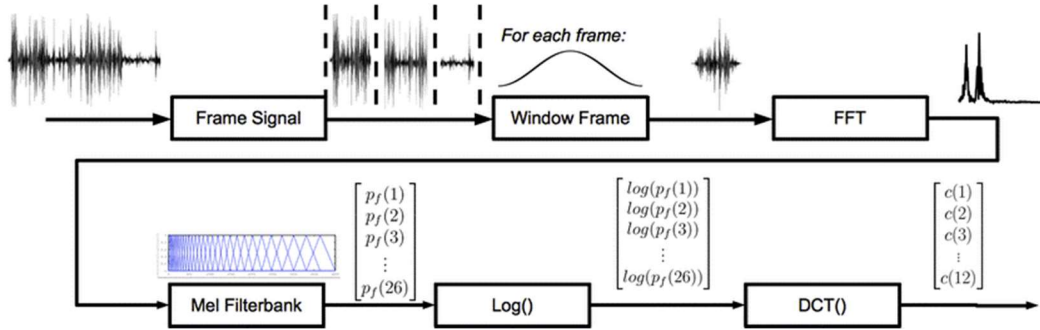 For each frame:
Frame Signal
Window Frame
FFT
p_f(1)
p_f(2)
p_f(3)
⋮
p_f(26)
log(p_f(1))
log(p_f(2))
log(p_f(3))
⋮
log(p_f(26))
c(1)
c(2)
c(3)
⋮
c(12)
Mel Filterbank
Log()
DCT()